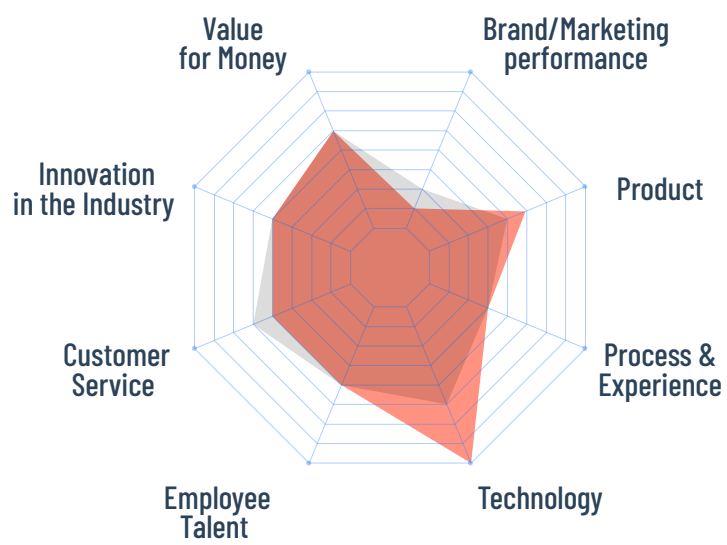 Value
for Money
Brand/Marketing
performance
Innovation
in the Industry
Product
Customer
Service
Process &
Experience
Employee
Talent
Technology